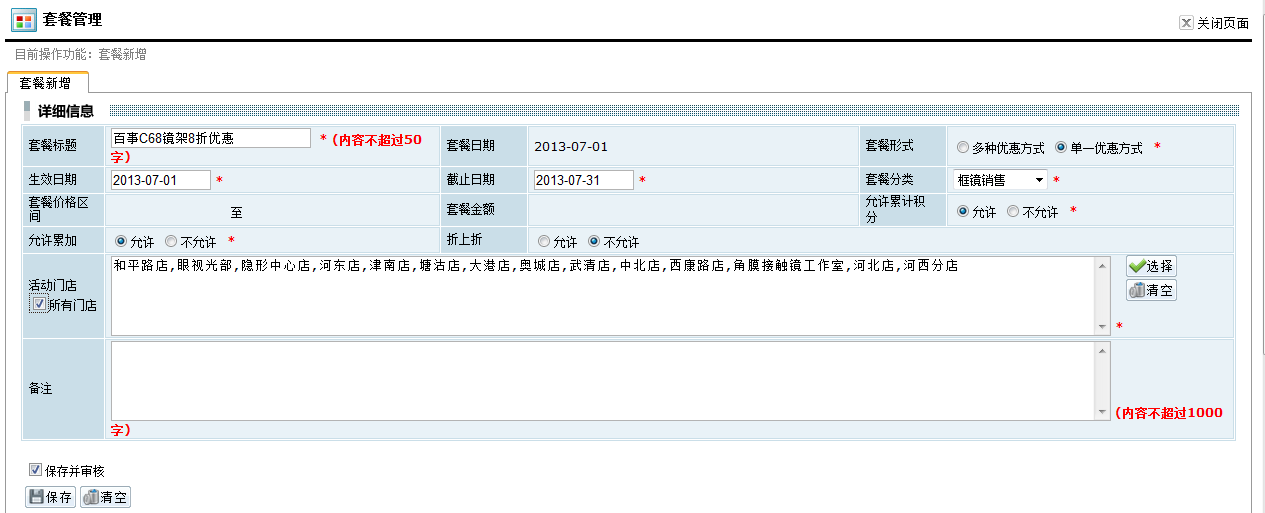 套餐管理
关闭页面
目前操作功能：套餐新增
套餐新增
详细信息
套餐标题 百事C68镜架8折优惠 *（内容不超过50字） 套餐日期 2013-07-01 套餐形式 多种优惠方式 单一优惠方式 *
生效日期 2013-07-01 * 截止日期 2013-07-31 * 套餐分类 框镜销售 *
套餐价格区间 至 套餐金额 允许累计积分 允许 不允许 *
允许累加 允许 不允许 * 折上折 允许 不允许
活动门店
所有门店
和平路店,眼视光部,隐形中心店,河东店,津南店,塘沽店,大港店,奥城店,武清店,中北店,西康路店,角膜接触镜工作室,河北店,河西分店
选择
清空
*
备注
（内容不超过1000字）
保存并审核
保存 清空